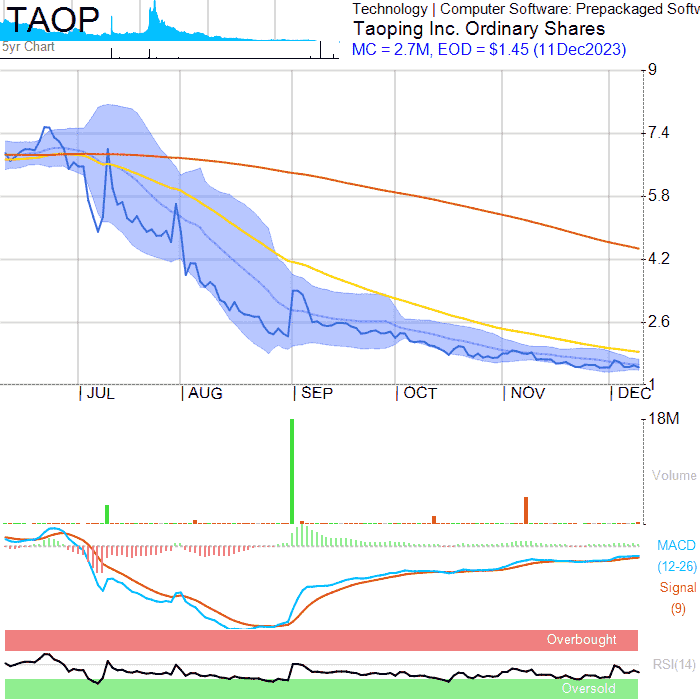 TAOP
5yr Chart
Technology | Computer Software: Prepackaged Softw
Taoping Inc. Ordinary Shares
MC = 2.7M, EOD = $1.45 (11Dec2023)
9
7.4
5.8
4.2
2.6
1
JUL AUG SEP OCT NOV DEC
18M
Volume
MACD
(12-26)
Signal
(9)
Overbought
RSI(14)
Oversold